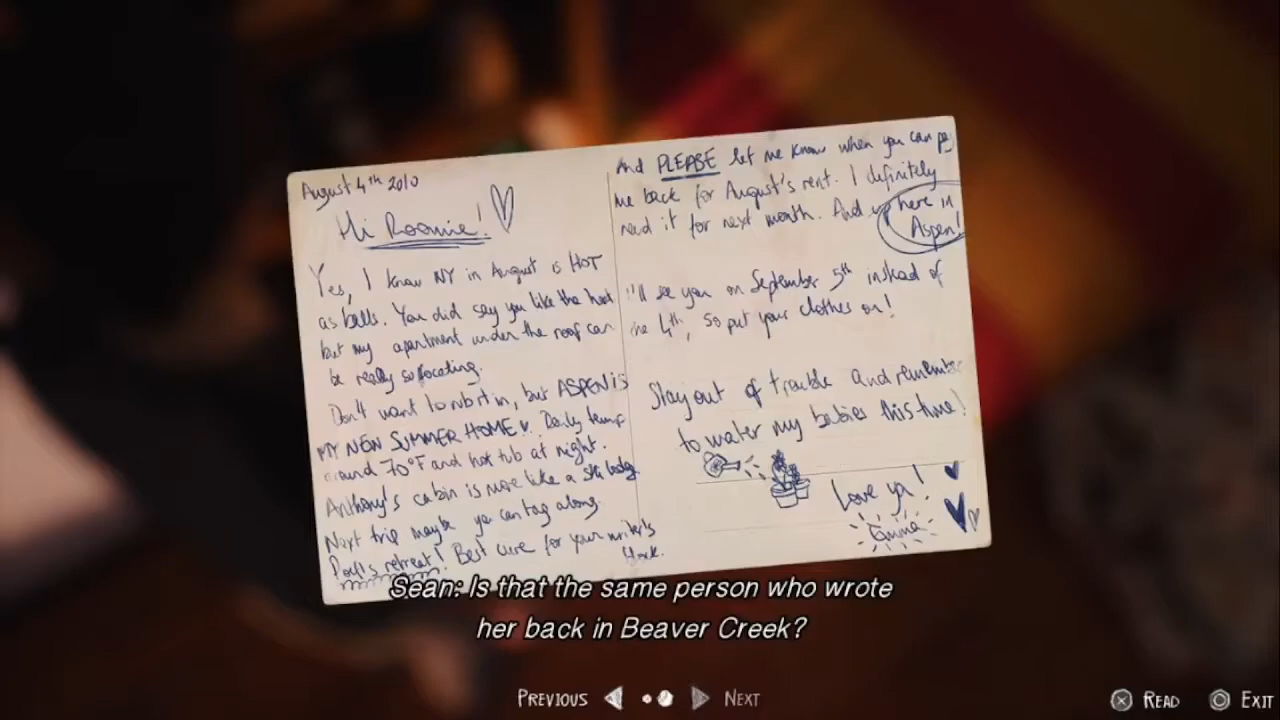 August 4th 2010
Hi Roomie!
Yes, I know NY in August is HOT
as balls. You did say you like the heat
but my apartment under the roof can
be really suffocating.
Don't want to rub it in, but ASPEN IS
MY NEW SUMMER HOME. Daily temp
around 70°F and hot tub at night.
Anthony's cabin is more like a ski lodge.
Next trip maybe you can tag along.
Poet's retreat! Best cure for your writer's
block.
And PLEASE let me know when you can pay
me back for August's rent. I definitely
need it for next month. And up here in
Aspen!
I'll see you on September 5th instead of
the 4th, so put your clothes on!
Stay out of trouble and remember
to water my babies this time!
Love ya!
Emma
Sean: Is that the same person who wrote
her back in Beaver Creek?
PREVIOUS NEXT
READ EXIT